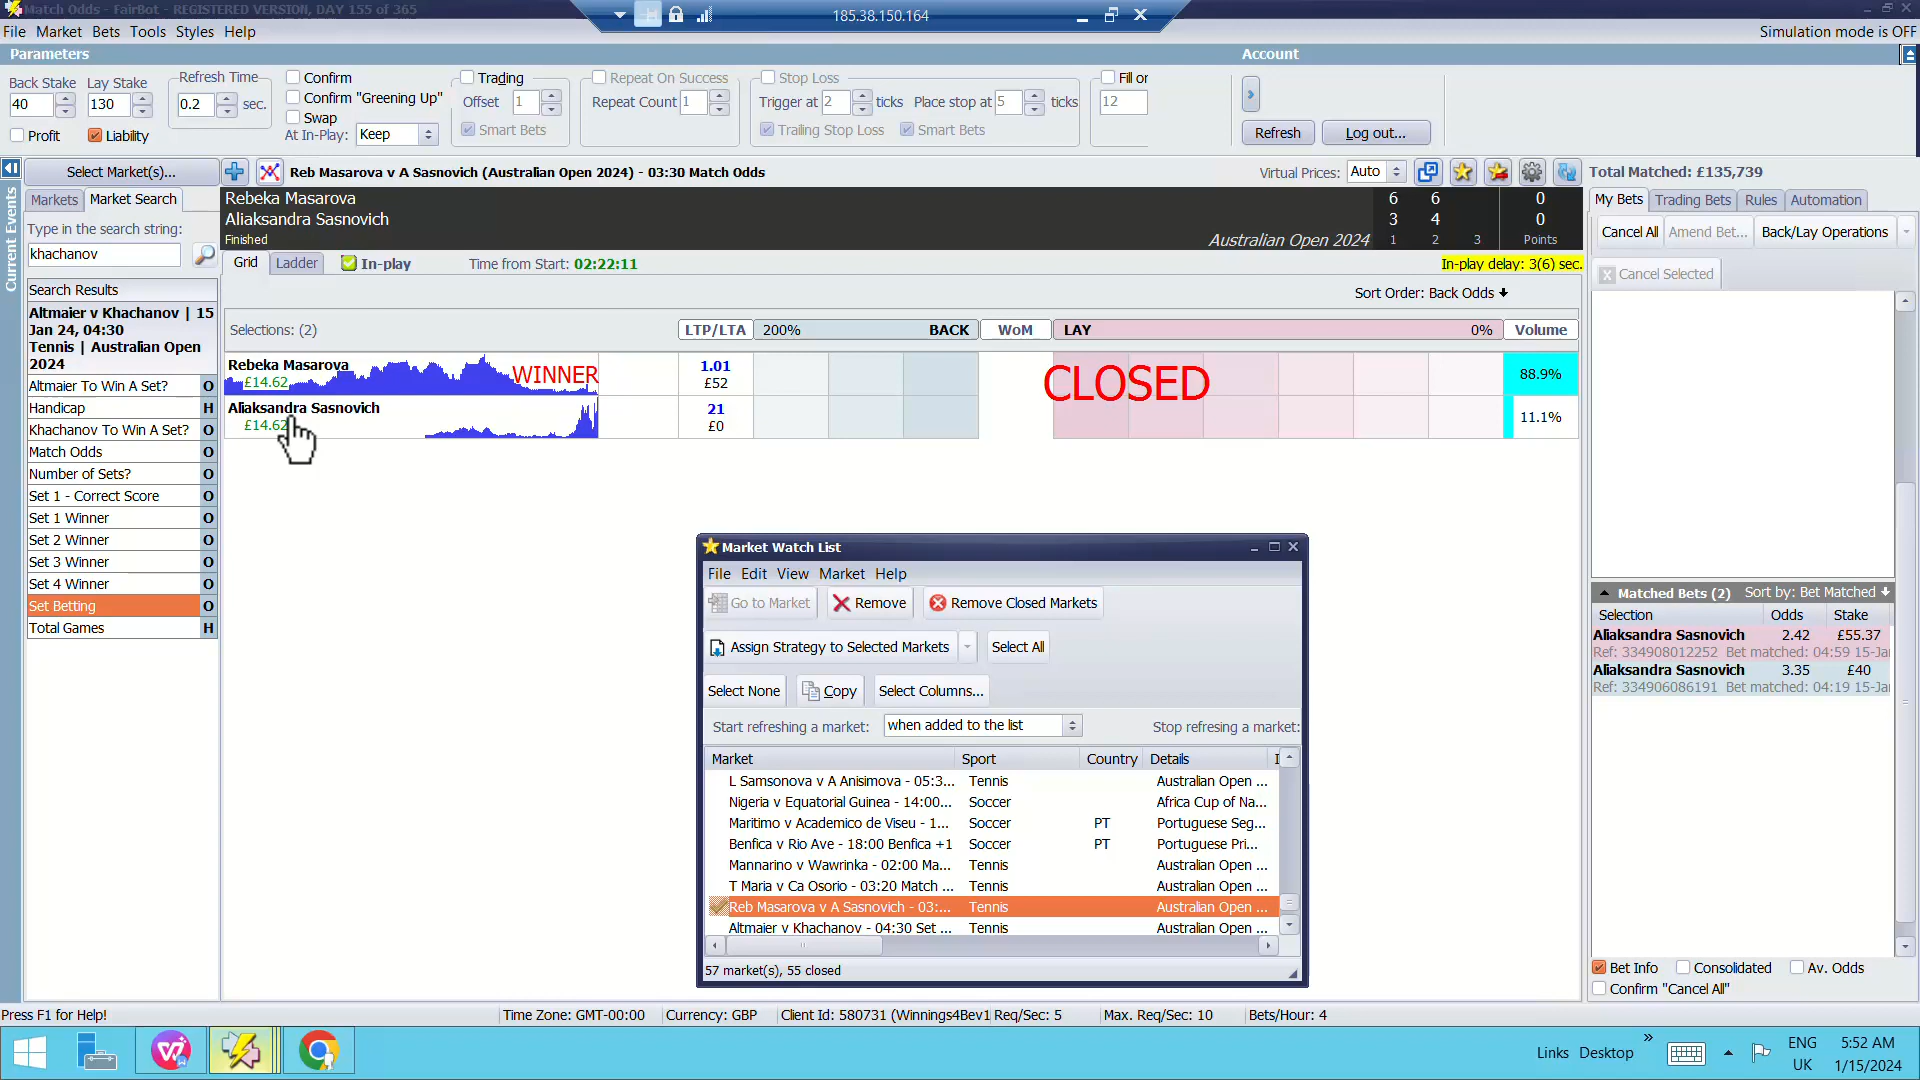 Match Odds - FairBot - REGISTERED VERSION, DAY 155 of 365
185.38.150.164
File Market Bets Tools Styles Help
Simulation mode is OFF
Parameters
Account
Back Stake
Lay Stake
Refresh Time
Confirm
Trading
Repeat On Success
Stop Loss
Fill or
40
130
0.2
sec.
Confirm "Greening Up"
Offset
1
Repeat Count
1
Trigger at
2
ticks
Place stop at
5
ticks
12
Swap
Profit
Liability
At In-Play:
Keep
Smart Bets
Trailing Stop Loss
Smart Bets
Refresh
Log out...
Select Market(s)...
Reb Masarova v A Sasnovich (Australian Open 2024) - 03:30 Match Odds
Virtual Prices:
Auto
Total Matched: £135,739
Current Events
Markets
Market Search
Type in the search string:
khachanov
Search Results
Altmaier v Khachanov | 15
Jan 24, 04:30
Tennis | Australian Open
2024
Altmaier To Win A Set? O
Handicap H
Khachanov To Win A Set? O
Match Odds O
Number of Sets? O
Set 1 - Correct Score O
Set 1 Winner O
Set 2 Winner O
Set 3 Winner O
Set 4 Winner O
Set Betting O
Total Games H
Rebeka Masarova 6 6 0
Aliaksandra Sasnovich 3 4 0
Finished
Australian Open 2024
1 2 3 Points
Grid
Ladder
In-play
Time from Start: 02:22:11
In-play delay: 3(6) sec.
Sort Order: Back Odds
Selections: (2)
LTP/LTA
200% BACK
WoM
LAY 0%
Volume
Rebeka Masarova
£14.62
WINNER
1.01
£52
CLOSED
88.9%
Aliaksandra Sasnovich
£14.62
21
£0
11.1%
Market Watch List
File Edit View Market Help
Go to Market
Remove
Remove Closed Markets
Assign Strategy to Selected Markets
Select All
Select None
Copy
Select Columns...
Start refreshing a market:
when added to the list
Stop refresing a market:
Market Sport Country Details
L Samsonova v A Anisimova - 05:3... Tennis Australian Open ...
Nigeria v Equatorial Guinea - 14:00... Soccer Africa Cup of Na...
Maritimo v Academico de Viseu - 1... Soccer PT Portuguese Seg...
Benfica v Rio Ave - 18:00 Benfica +1 Soccer PT Portuguese Pri...
Mannarino v Wawrinka - 02:00 Ma... Tennis Australian Open ...
T Maria v Ca Osorio - 03:20 Match ... Tennis Australian Open ...
Reb Masarova v A Sasnovich - 03:... Tennis Australian Open ...
Altmaier v Khachanov - 04:30 Set ... Tennis Australian Open ...
57 market(s), 55 closed
My Bets
Trading Bets
Rules
Automation
Cancel All
Amend Bet...
Back/Lay Operations
Cancel Selected
Matched Bets (2)
Sort by: Bet Matched
Selection Odds Stake
Aliaksandra Sasnovich 2.42 £55.37
Ref: 334908012252 Bet matched: 04:59 15-Jan
Aliaksandra Sasnovich 3.35 £40
Ref: 334906086191 Bet matched: 04:19 15-Jan
Bet Info
Consolidated
Av. Odds
Confirm "Cancel All"
Press F1 for Help!
Time Zone: GMT-00:00
Currency: GBP
Client Id: 580731 (Winnings4Bev1
Req/Sec: 5
Max. Req/Sec: 10
Bets/Hour: 4
Links
Desktop
ENG
UK
5:52 AM
1/15/2024